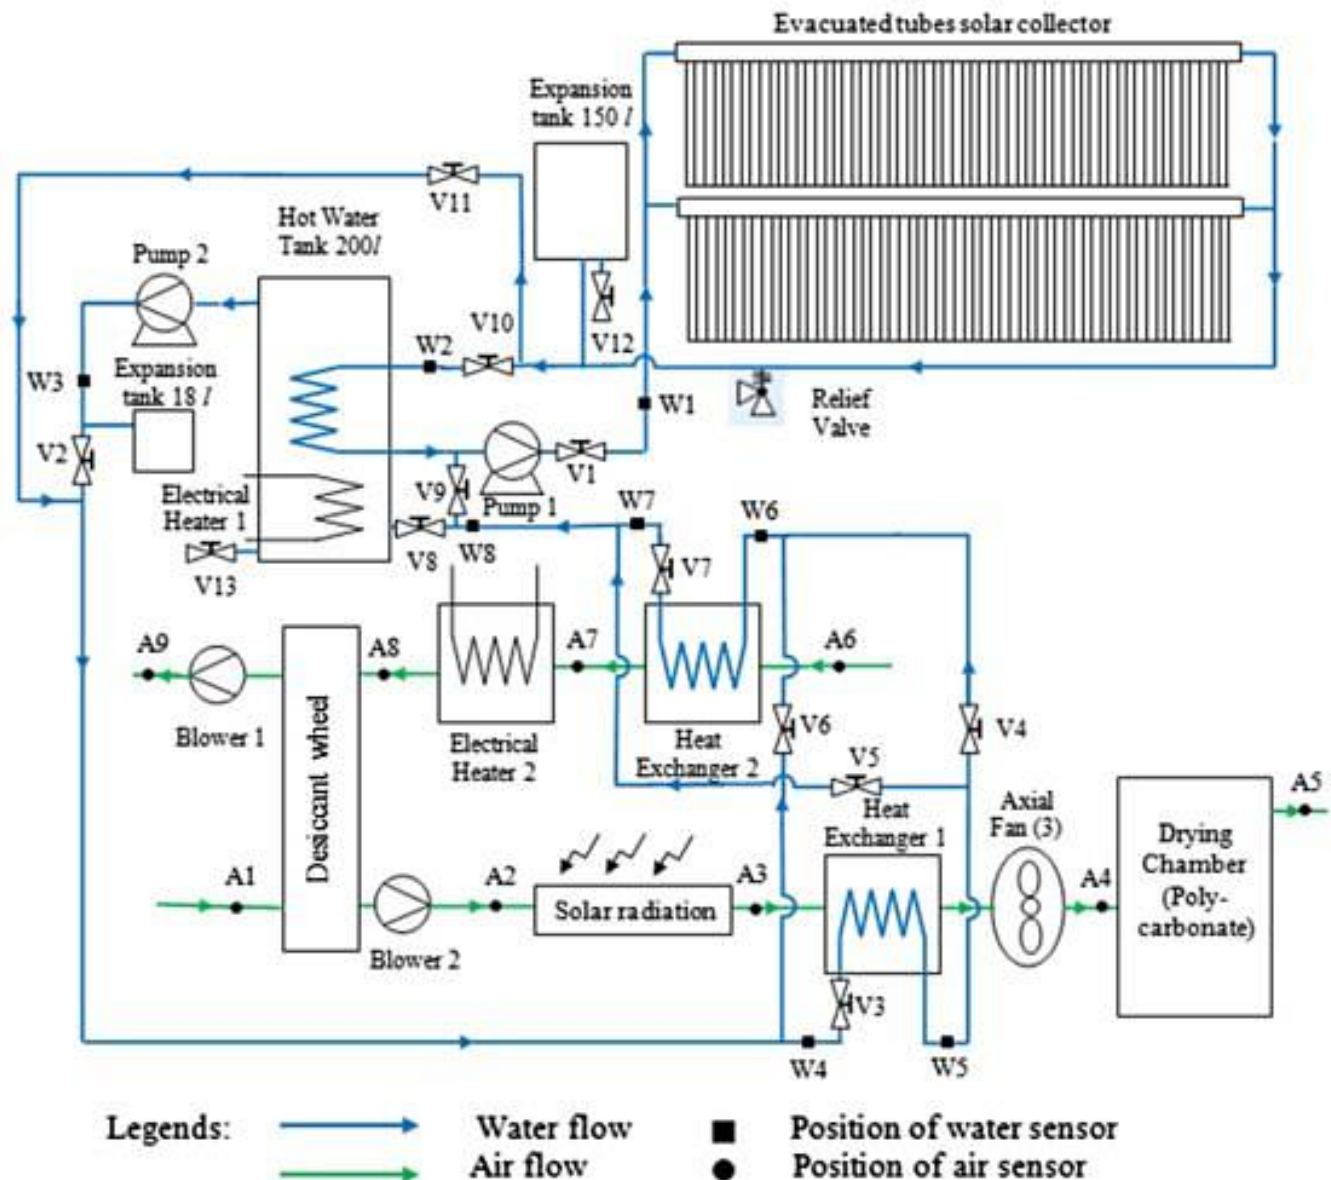 Evacuated tubes solar collector
Expansion
tank 150 l
V11
Hot Water
Tank 200l
Pump 2
V10
V12
W2
W3
Expansion
tank 18 l
W1
Relief
Valve
V2
V1
V9
Electrical
Heater 1
Pump 1
W7
W6
V8
W8
V13
V7
A9
A8
A7
A6
Blower 1
Desiccant wheel
Electrical
Heater 2
Heat
Exchanger 2
V6
V4
V5
Heat
Exchanger 1
Axial
Fan (3)
A5
Drying
Chamber
(Poly-
carbonate)
A1
A2
A3
A4
Solar radiation
Blower 2
V3
W4
W5
Legends:
Water flow
Position of water sensor
Air flow
Position of air sensor